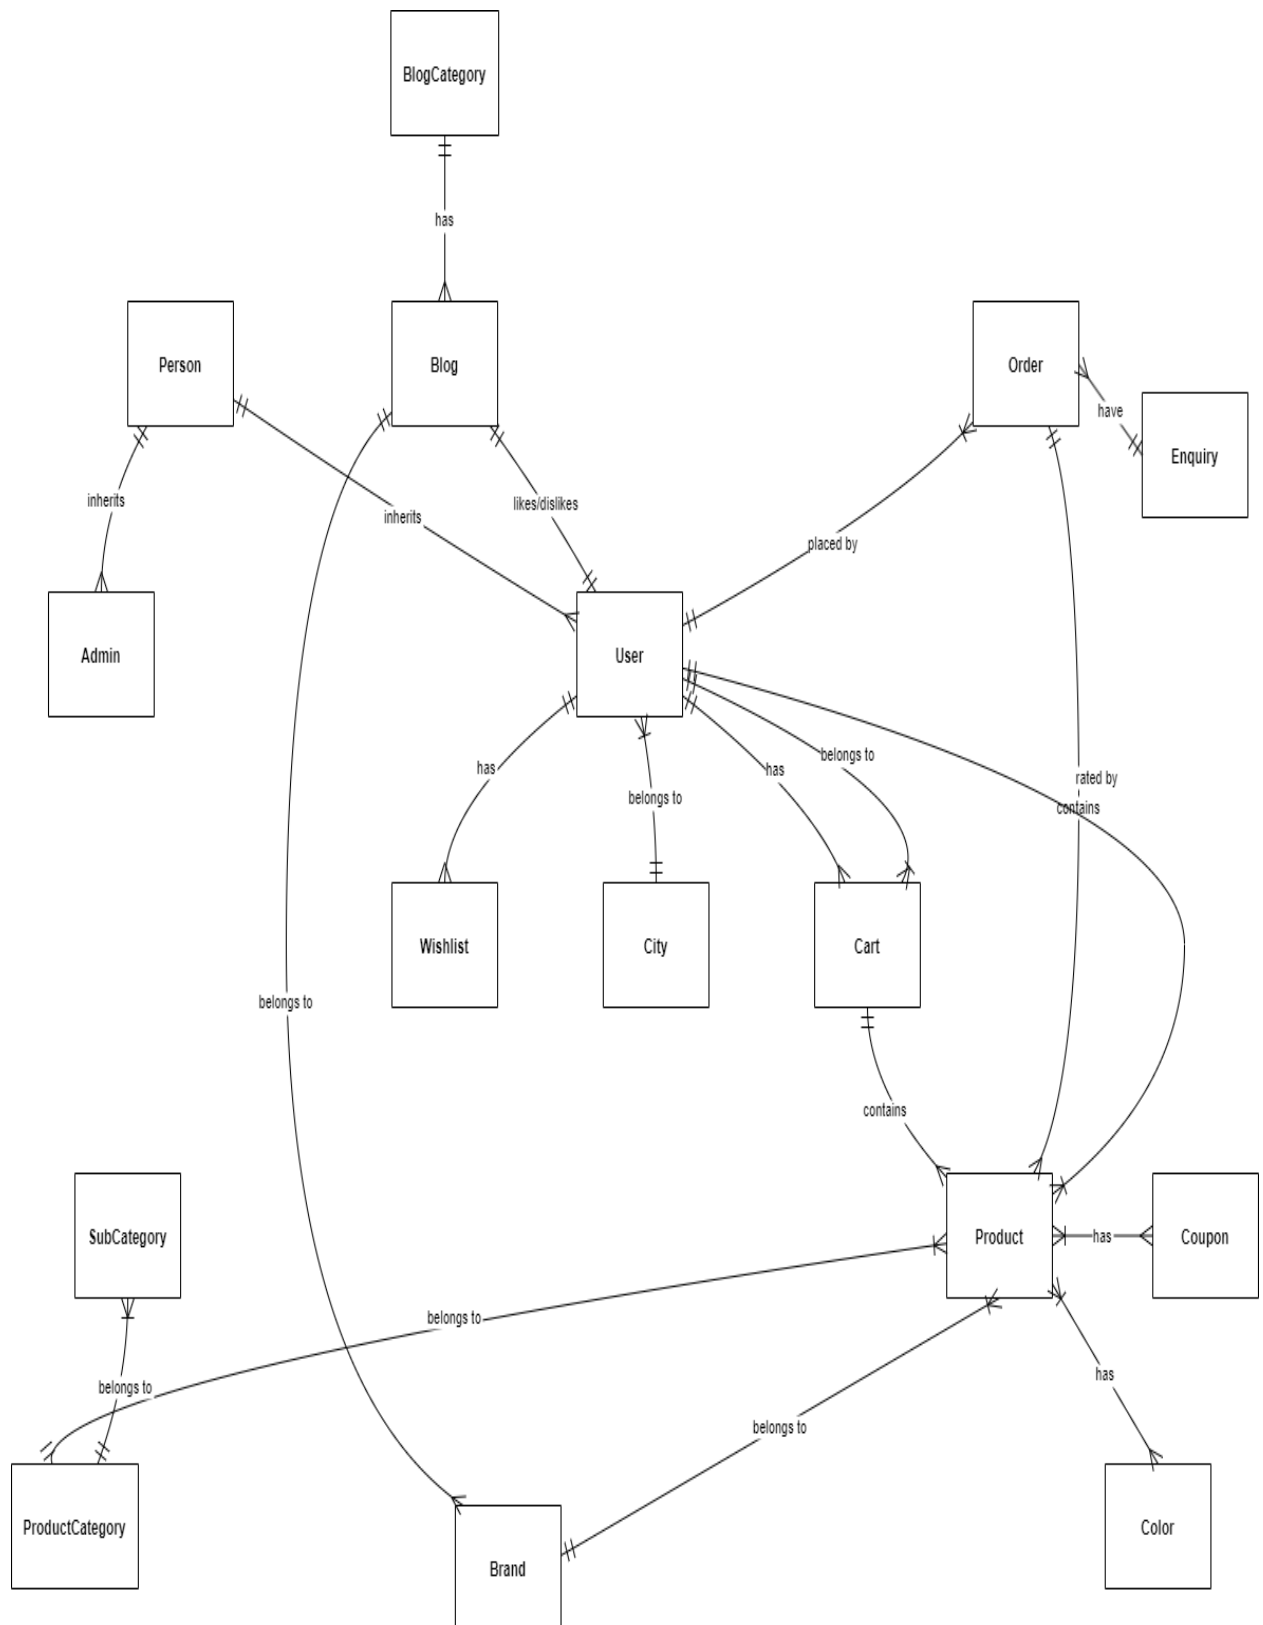 BlogCategory
has
Person
Blog
Order
have
Enquiry
inherits
inherits
likes/dislikes
placed by
Admin
User
has
belongs to
has
belongs to
rated by
contains
Wishlist
City
Cart
belongs to
contains
SubCategory
Product
has
Coupon
belongs to
belongs to
has
belongs to
ProductCategory
Brand
Color